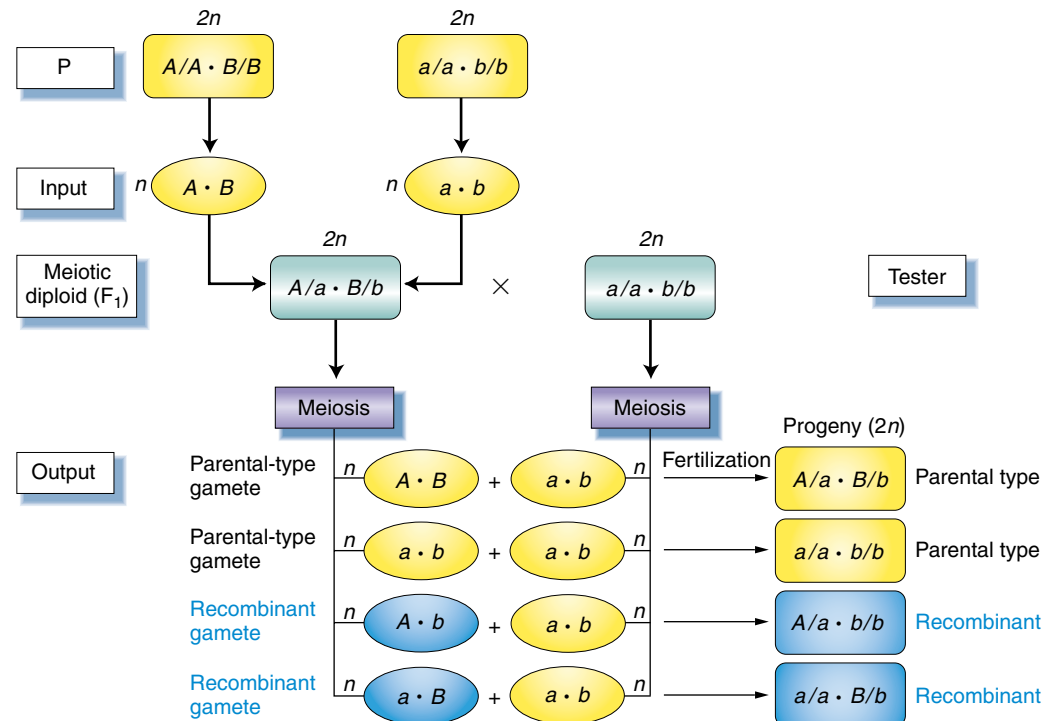 2n 2n
P A/A • B/B a/a • b/b
Input n A • B n a • b
2n 2n
Meiotic
diploid (F₁) A/a • B/b × a/a • b/b Tester
Meiosis Meiosis
Progeny (2n)
Output Parental-type
gamete n A • B + a • b n Fertilization A/a • B/b Parental type
Parental-type
gamete n a • b + a • b n a/a • b/b Parental type
Recombinant
gamete n A • b + a • b n A/a • b/b Recombinant
Recombinant
gamete n a • B + a • b n a/a • B/b Recombinant